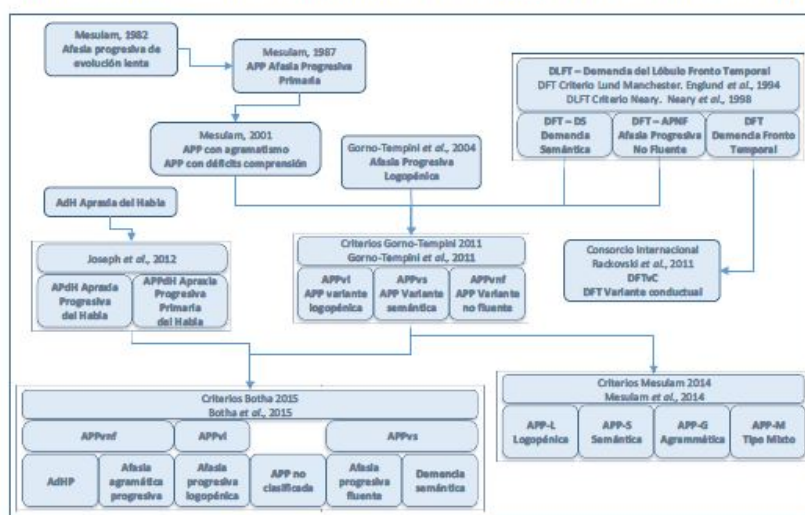 Mesulam, 1982
Afasia progresiva de
evolución lenta
Mesulam, 1987
APP Afasia Progresiva
Primaria
DLFT – Demencia del Lóbulo Fronto Temporal
DFT Criterio Lund Manchester. Englund et al., 1994
DLFT Criterio Neary. Neary et al., 1998
DFT – DS
Demencia
Semántica
DFT – APNF
Afasia Progresiva
No Fluente
DFT
Demencia Fronto
Temporal
Mesulam, 2001
APP con agramatismo
APP con déficits comprensión
Gorno-Tempini et al., 2004
Afasia Progresiva
Logopénica
AdH Apraxia del Habla
Joseph et al., 2012
APdH Apraxia
Progresiva
del Habla
APPdH Apraxia
Progresiva
Primaria
del Habla
Criterios Gorno-Tempini 2011
Gorno-Tempini et al., 2011
APPvl
APP variante
logopénica
APPvs
APP Variante
semántica
APPvnf
APP Variante
no fluente
Consorcio Internacional
Rackovski et al., 2011
DFTvC
DFT Variante conductual
Criterios Botha 2015
Botha et al., 2015
APPvnf
APPvl
APPvs
AdHP
Afasia
agramática
progresiva
Afasia
progresiva
logopénica
APP no
clasificada
Afasia
progresiva
fluente
Demencia
semántica
Criterios Mesulam 2014
Mesulam et al., 2014
APP-L
Logopénica
APP-S
Semántica
APP-G
Agrammática
APP-M
Tipo Mixto